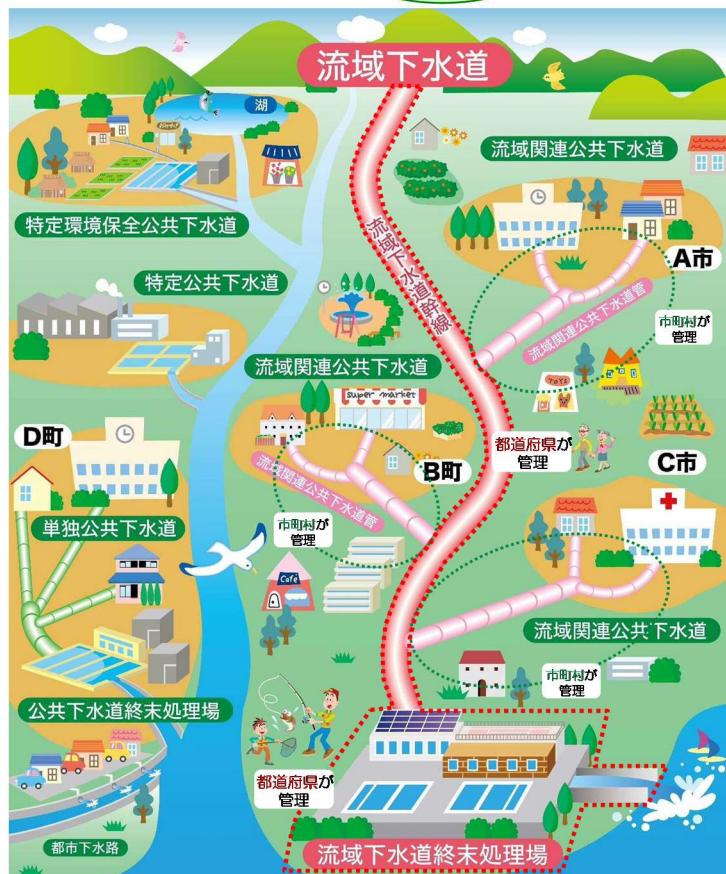 流域下水道
湖
おみやげ
流域関連公共下水道
特定環境保全公共下水道
流域下水道幹線
A市
特定公共下水道
流域関連公共下水道管
市町村が
管理
流域関連公共下水道
TOYS
super market
D町
都道府県が
管理
B町
C市
流域関連公共下水道管
単独公共下水道
市町村が
管理
Café
流域関連公共下水道
市町村が
管理
公共下水道終末処理場
都道府県が
管理
都市下水路
流域下水道終末処理場